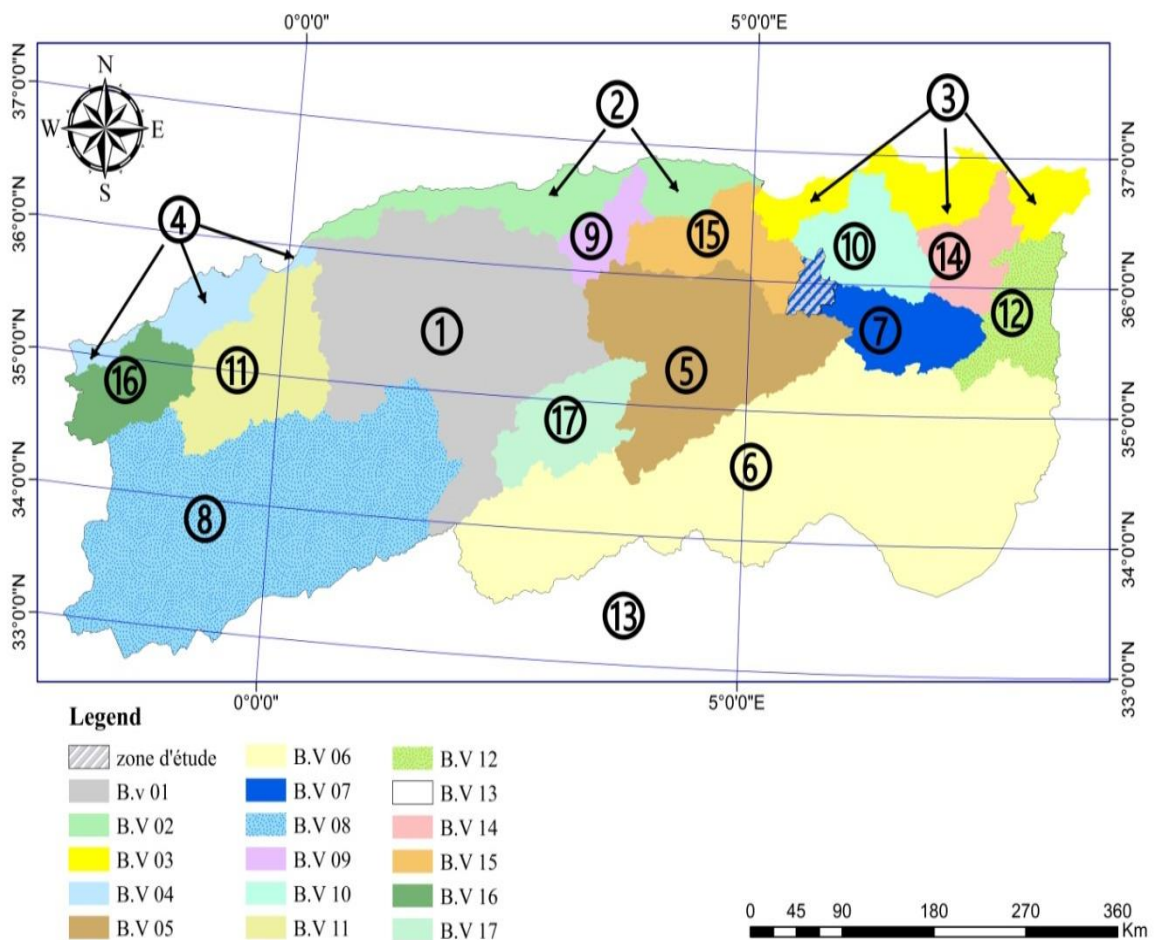 0°0'0"
5°0'0"E
37°0'0"N
36°0'0"N
35°0'0"N
34°0'0"N
33°0'0"N
37°0'0"N
36°0'0"N
35°0'0"N
34°0'0"N
33°0'0"N
N
W E
S
2
3
4
9
15
10
14
12
1
7
16
11
5
17
6
8
13
0°0'0"
5°0'0"E
Legend
zone d'étude
B.v 01
B.V 02
B.V 03
B.V 04
B.V 05
B.V 06
B.V 07
B.V 08
B.V 09
B.V 10
B.V 11
B.V 12
B.V 13
B.V 14
B.V 15
B.V 16
B.V 17
0 45 90 180 270 360
Km